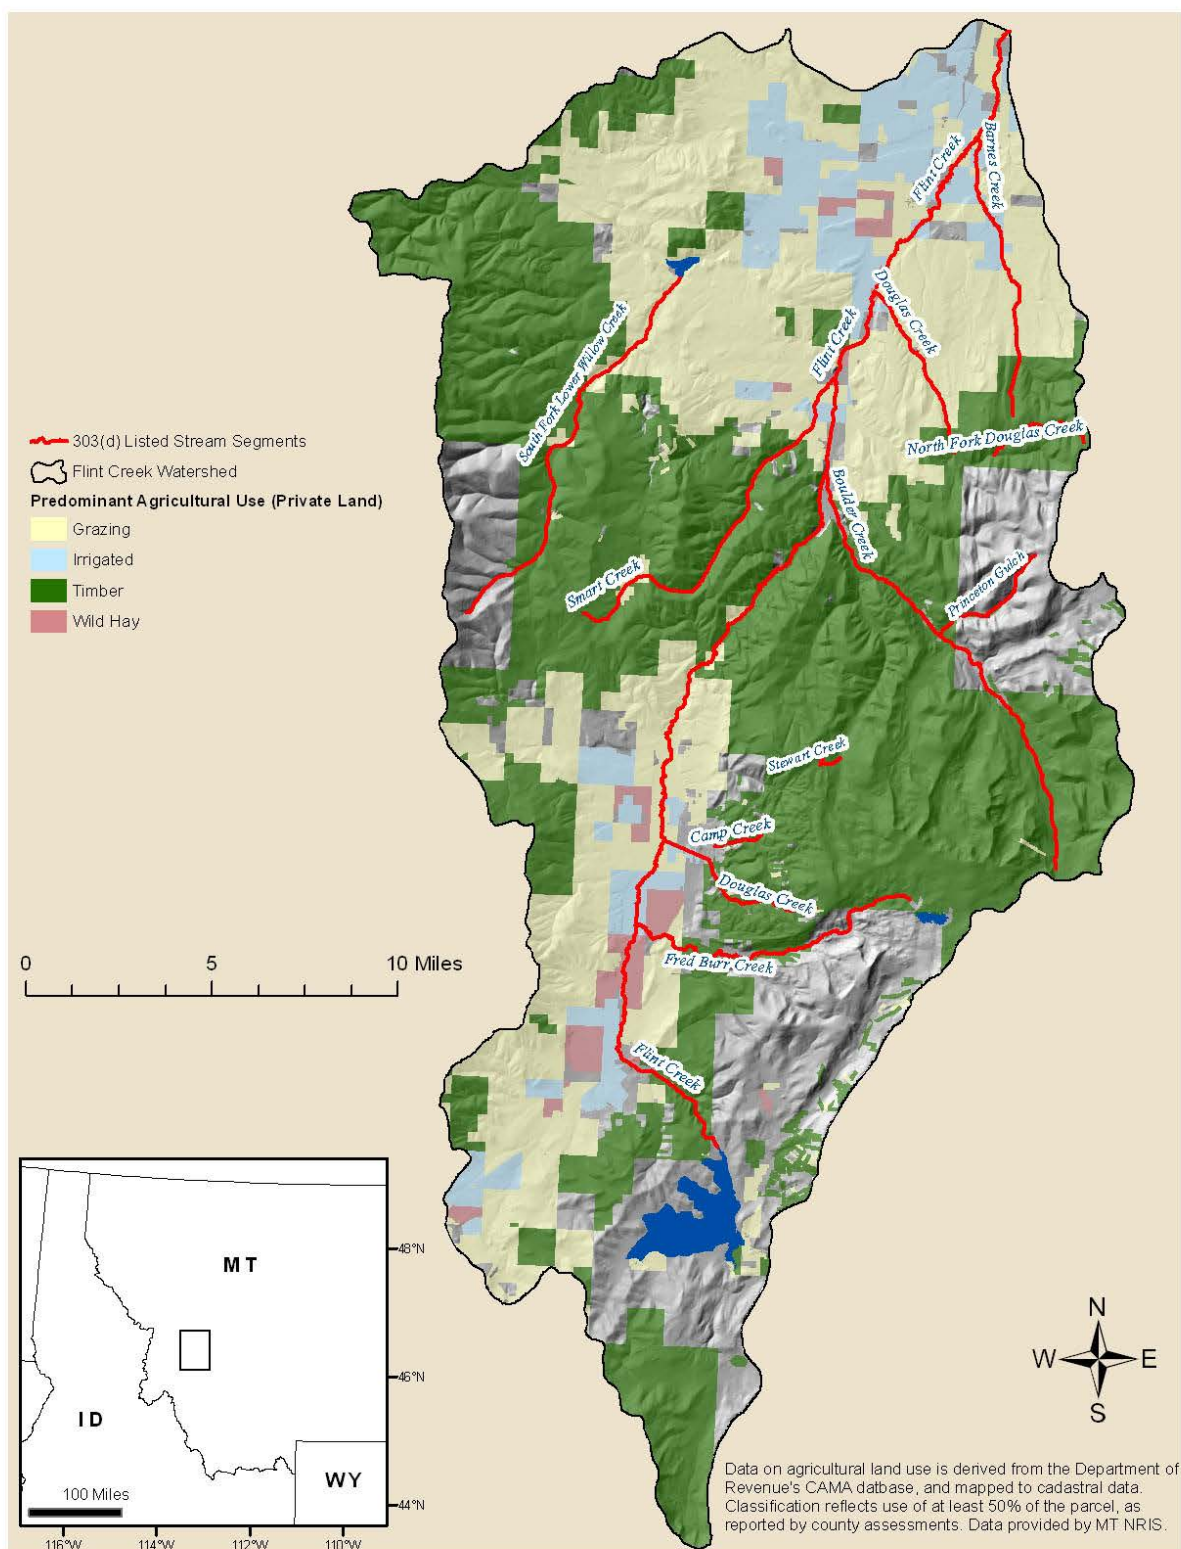 Barnes Creek
Flint Creek
Douglas Creek
Flint Creek
South Fork Lower Willow Creek
North Fork Douglas Creek
303(d) Listed Stream Segments
Flint Creek Watershed
Predominant Agricultural Use (Private Land)
Grazing
Irrigated
Timber
Wild Hay
Boulder Creek
Smart Creek
Princeton Gulch
Stewart Creek
Camp Creek
Douglas Creek
Fred Burr Creek
0 5 10 Miles
Flint Creek
MT
ID
WY
100 Miles
48°N
46°N
44°N
116°W 114°W 112°W 110°W
N
W E
S
Data on agricultural land use is derived from the Department of
Revenue's CAMA datbase, and mapped to cadastral data.
Classification reflects use of at least 50% of the parcel, as
reported by county assessments. Data provided by MT NRIS.